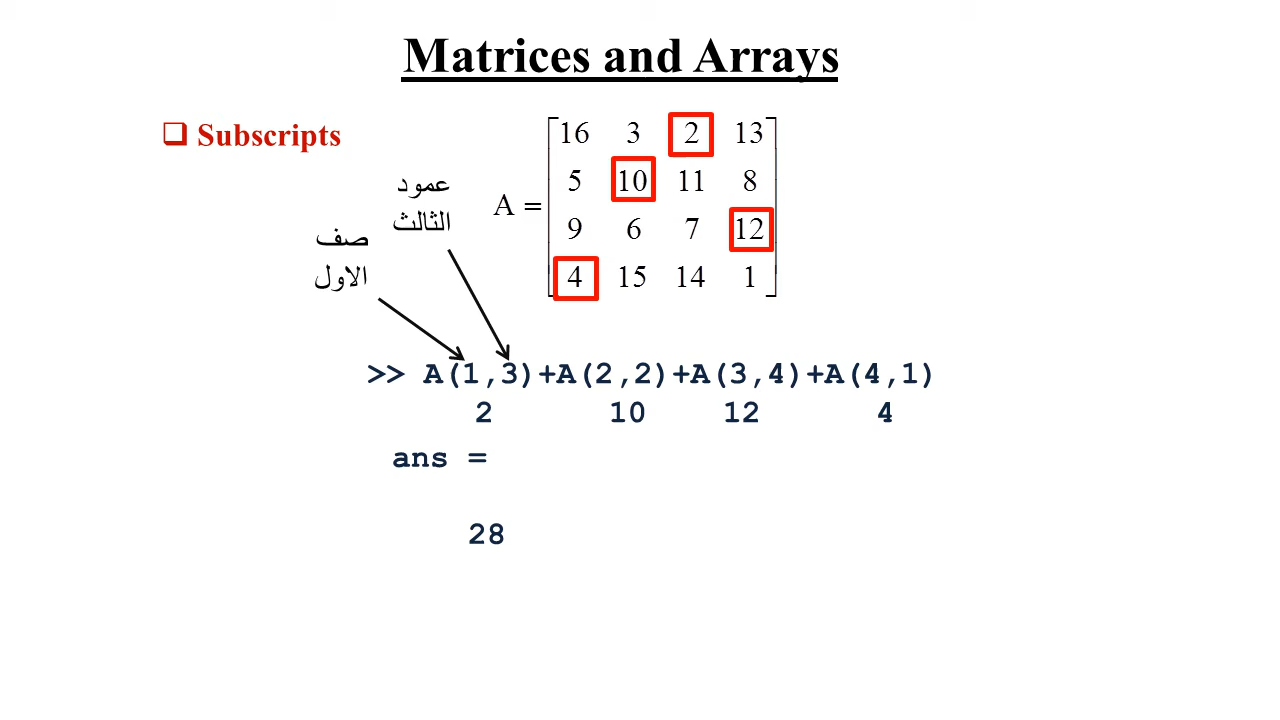 Matrices and Arrays
❑ Subscripts
عمود
الثالث
صف
الاول
A =
16 3 2 13
5 10 11 8
9 6 7 12
4 15 14 1
>> A(1,3)+A(2,2)+A(3,4)+A(4,1)
2 10 12 4
ans =
28